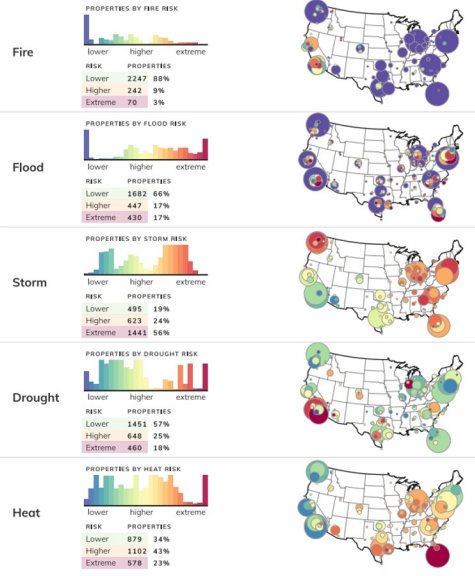 PROPERTIES BY FIRE RISK
Fire
lower higher extreme
RISK PROPERTIES
Lower 2247 88%
Higher 242 9%
Extreme 70 3%
PROPERTIES BY FLOOD RISK
Flood
lower higher extreme
RISK PROPERTIES
Lower 1682 66%
Higher 447 17%
Extreme 430 17%
PROPERTIES BY STORM RISK
Storm
lower higher extreme
RISK PROPERTIES
Lower 495 19%
Higher 623 24%
Extreme 1441 56%
PROPERTIES BY DROUGHT RISK
Drought
lower higher extreme
RISK PROPERTIES
Lower 1451 57%
Higher 648 25%
Extreme 460 18%
PROPERTIES BY HEAT RISK
Heat
lower higher extreme
RISK PROPERTIES
Lower 879 34%
Higher 1102 43%
Extreme 578 23%